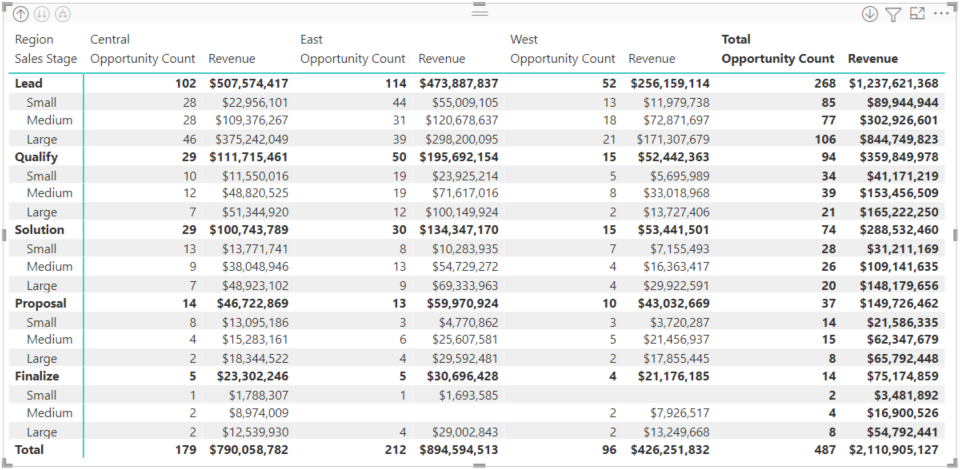 Region Central East West Total
Sales Stage Opportunity Count Revenue Opportunity Count Revenue Opportunity Count Revenue Opportunity Count Revenue
Lead 102 $507,574,417 114 $473,887,837 52 $256,159,114 268 $1,237,621,368
Small 28 $22,956,101 44 $55,009,105 13 $11,979,738 85 $89,944,944
Medium 28 $109,376,267 31 $120,678,637 18 $72,871,697 77 $302,926,601
Large 46 $375,242,049 39 $298,200,095 21 $171,307,679 106 $844,749,823
Qualify 29 $111,715,461 50 $195,692,154 15 $52,442,363 94 $359,849,978
Small 10 $11,550,016 19 $23,925,214 5 $5,695,989 34 $41,171,219
Medium 12 $48,820,525 19 $71,617,016 8 $33,018,968 39 $153,456,509
Large 7 $51,344,920 12 $100,149,924 2 $13,727,406 21 $165,222,250
Solution 29 $100,743,789 30 $134,347,170 15 $53,441,501 74 $288,532,460
Small 13 $13,771,741 8 $10,283,935 7 $7,155,493 28 $31,211,169
Medium 9 $38,048,946 13 $54,729,272 4 $16,363,417 26 $109,141,635
Large 7 $48,923,102 9 $69,333,963 4 $29,922,591 20 $148,179,656
Proposal 14 $46,722,869 13 $59,970,924 10 $43,032,669 37 $149,726,462
Small 8 $13,095,186 3 $4,770,862 3 $3,720,287 14 $21,586,335
Medium 4 $15,283,161 6 $25,607,581 5 $21,456,937 15 $62,347,679
Large 2 $18,344,522 4 $29,592,481 2 $17,855,445 8 $65,792,448
Finalize 5 $23,302,246 5 $30,696,428 4 $21,176,185 14 $75,174,859
Small 1 $1,788,307 1 $1,693,585 2 $3,481,892
Medium 2 $8,974,009 2 $7,926,517 4 $16,900,526
Large 2 $12,539,930 4 $29,002,843 2 $13,249,668 8 $54,792,441
Total 179 $790,058,782 212 $894,594,513 96 $426,251,832 487 $2,110,905,127